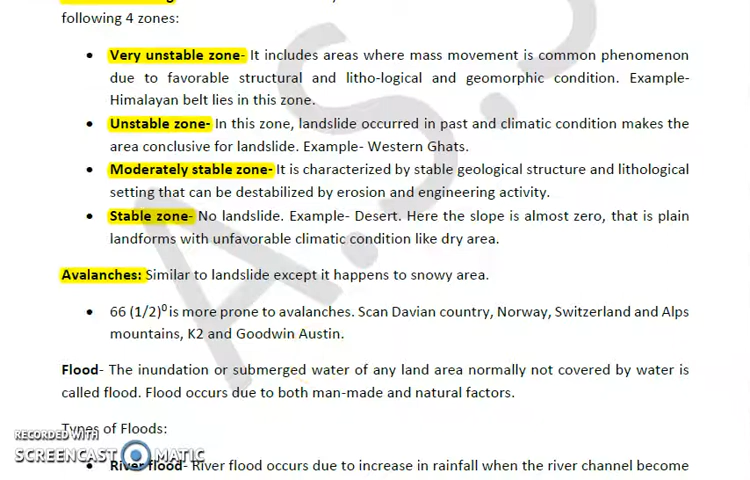 following 4 zones:
• Very unstable zone- It includes areas where mass movement is common phenomenon
due to favorable structural and litho-logical and geomorphic condition. Example-
Himalayan belt lies in this zone.
• Unstable zone- In this zone, landslide occurred in past and climatic condition makes the
area conclusive for landslide. Example- Western Ghats.
• Moderately stable zone- It is characterized by stable geological structure and lithological
setting that can be destabilized by erosion and engineering activity.
• Stable zone- No landslide. Example- Desert. Here the slope is almost zero, that is plain
landforms with unfavorable climatic condition like dry area.
Avalanches: Similar to landslide except it happens to snowy area.
• 66 (1/2)⁰ is more prone to avalanches. Scan Davian country, Norway, Switzerland and Alps
mountains, K2 and Goodwin Austin.
Flood- The inundation or submerged water of any land area normally not covered by water is
called flood. Flood occurs due to both man-made and natural factors.
Types of Floods:
RECORDED WITH
SCREENCAST MATIC
• River flood- River flood occurs due to increase in rainfall when the river channel become
A.S.S